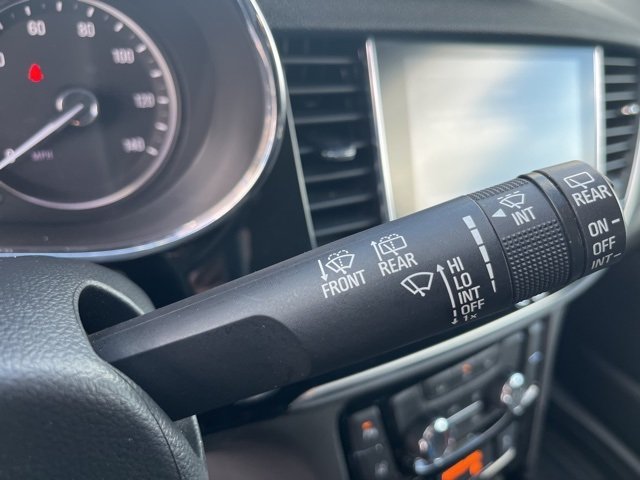 60
80
100
120
140
MPH
FRONT
REAR
HI
LO
INT
OFF
1x
INT
REAR
ON
OFF
INT